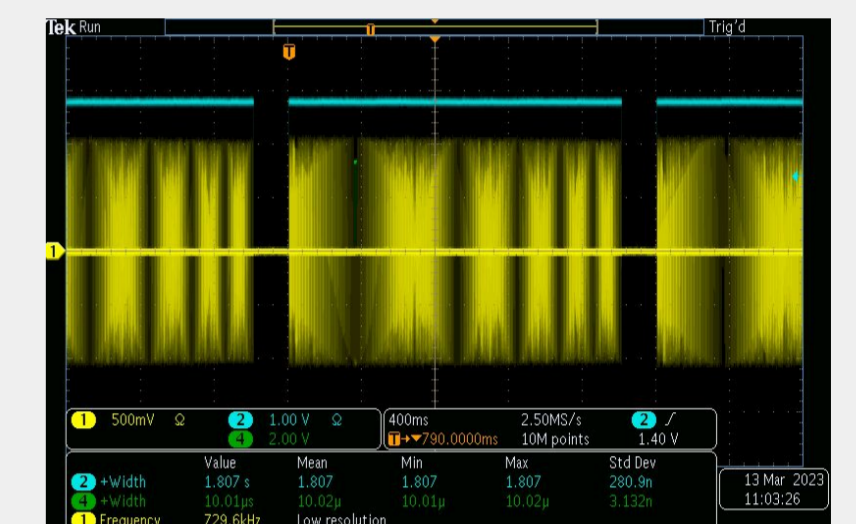 Tek Run Trig'd
T
T
1
1 500mV Ω 2 1.00 V Ω 400ms 2.50MS/s 2 ∫
4 2.00 V T→▼790.0000ms 10M points 1.40 V
Value Mean Min Max Std Dev
2 +Width 1.807 s 1.807 1.807 1.807 280.9n
4 +Width 10.01μs 10.02μ 10.01μ 10.02μ 3.132n
1 Frequency 729.6kHz Low resolution
13 Mar 2023
11:03:26